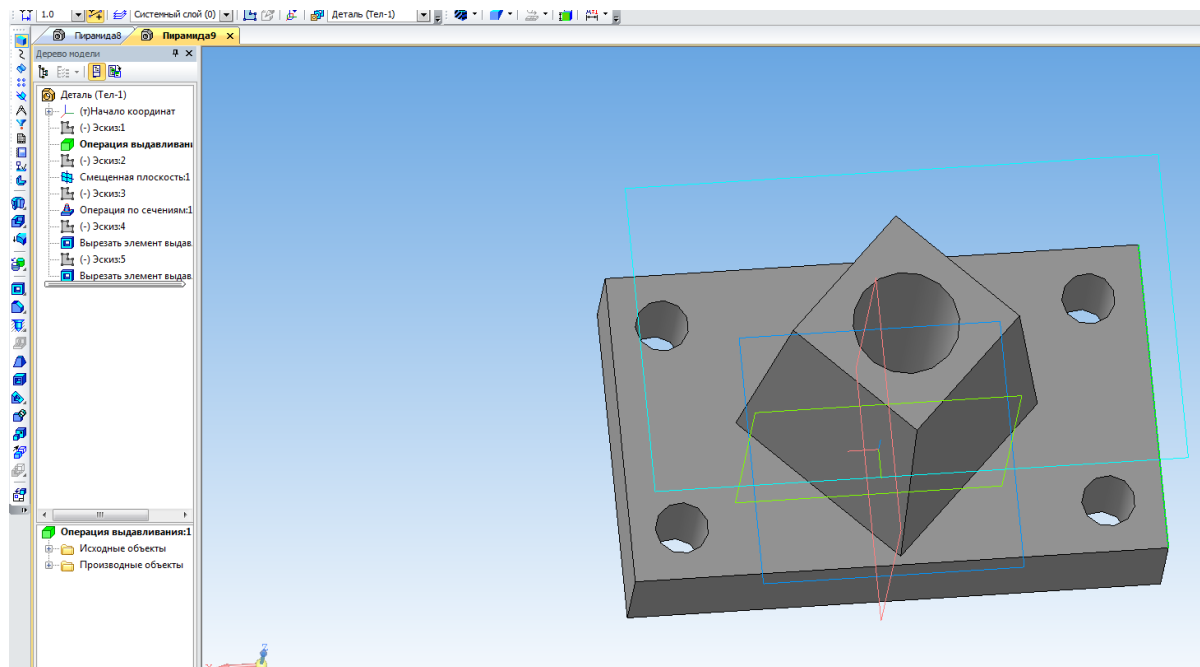 1.0 Системный слой (0) Деталь (Тел-1)
Пирамида8 Пирамида9
Дерево модели
Деталь (Тел-1)
(т)Начало координат
(-) Эскиз:1
Операция выдавливани
(-) Эскиз:2
Смещенная плоскость:1
(-) Эскиз:3
Операция по сечениям:1
(-) Эскиз:4
Вырезать элемент выдав.
(-) Эскиз:5
Вырезать элемент выдав
Операция выдавливания:1
Исходные объекты
Производные объекты
X
Z